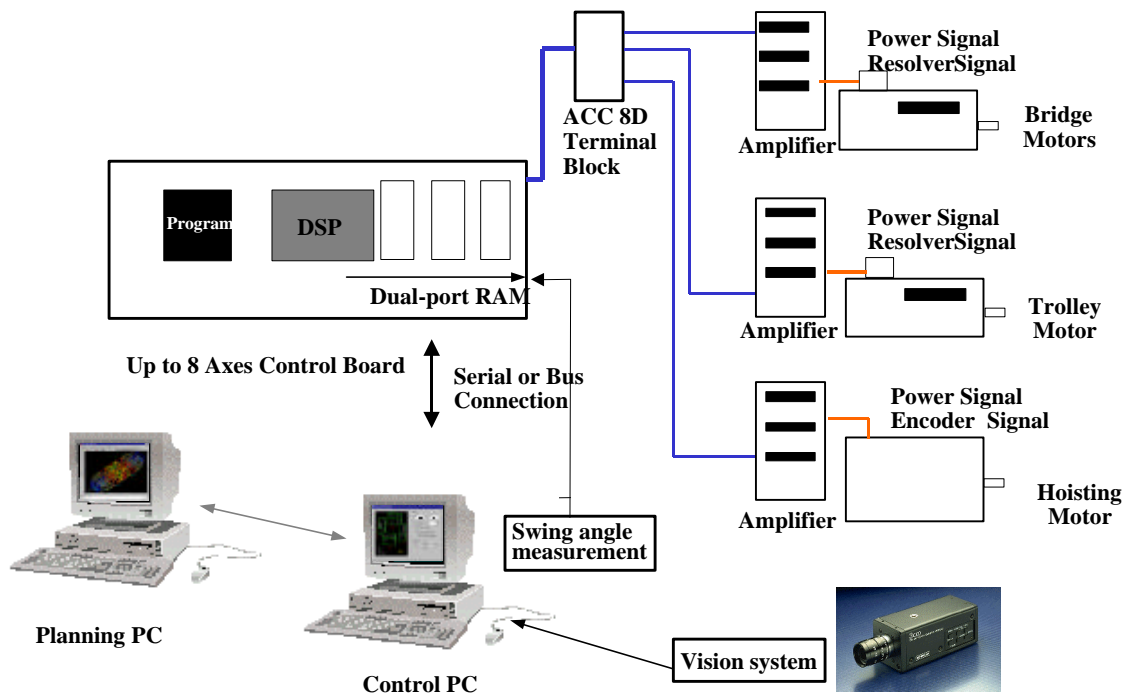 Power Signal
ResolverSignal
Bridge
Motors
Amplifier
ACC 8D
Terminal
Block
Program
DSP
Dual-port RAM
Power Signal
ResolverSignal
Trolley
Motor
Amplifier
Up to 8 Axes Control Board
Serial or Bus
Connection
Power Signal
Encoder Signal
Hoisting
Motor
Amplifier
Swing angle
measurement
Planning PC
Control PC
Vision system